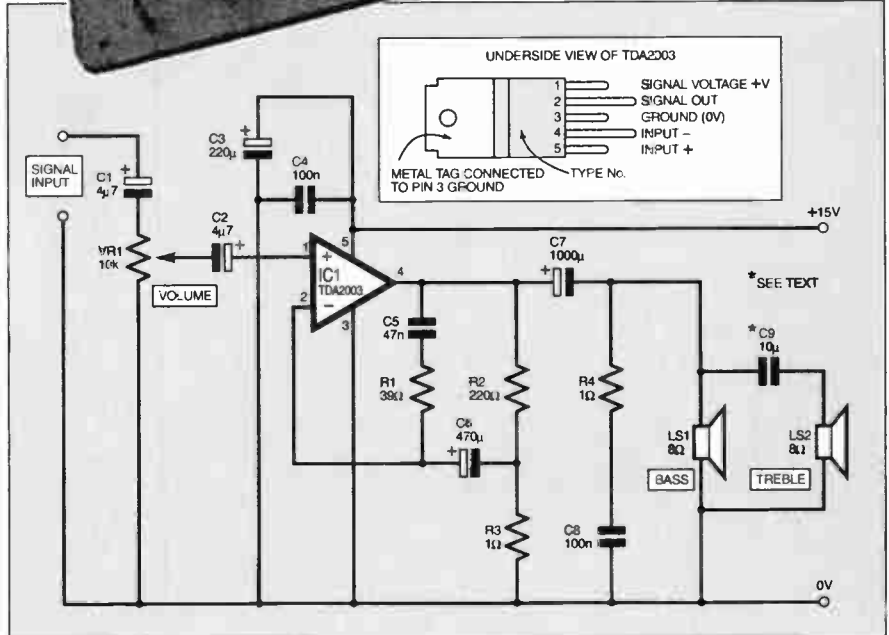 UNDERSIDE VIEW OF TDA2003
1
2
3
4
5
SIGNAL VOLTAGE +V
SIGNAL OUT
GROUND (0V)
INPUT −
INPUT +
METAL TAG CONNECTED
TO PIN 3 GROUND
TYPE No.
SIGNAL
INPUT
+
C1
4µ7
VR1
10k
VOLUME
C2
4µ7
+
+
C3
220µ
C4
100n
1
+
2
−
5
IC1
TDA2003
3
4
C5
47n
R1
39Ω
C6
470µ
+
R2
220Ω
R3
1Ω
C7
1000µ
+
R4
1Ω
C8
100n
+15V
*SEE TEXT
*C9
10µ
LS1
8Ω
BASS
LS2
8Ω
TREBLE
0V